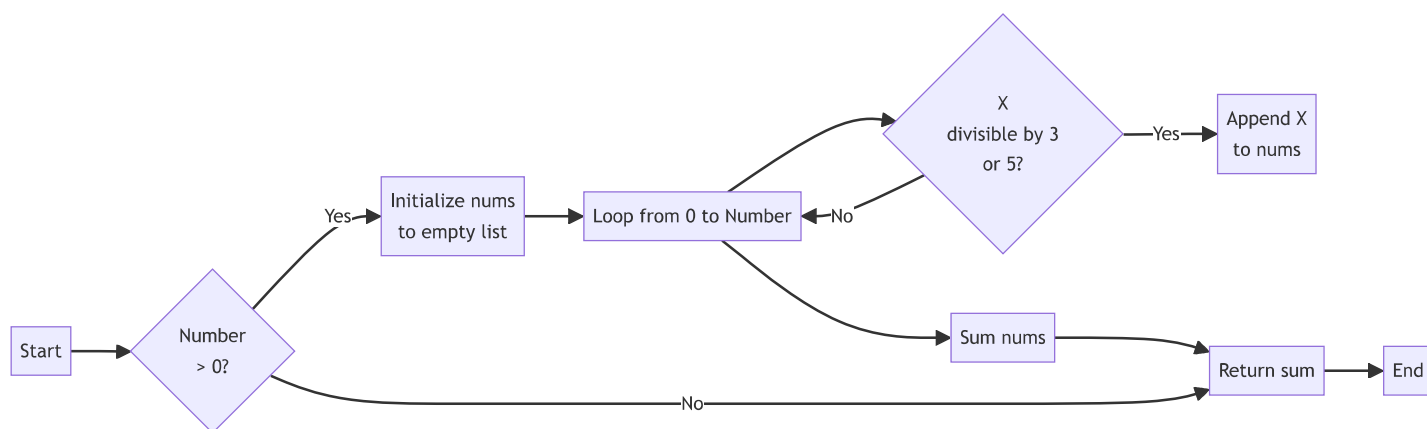 Start
Number
> 0?
Yes
Initialize nums
to empty list
Loop from 0 to Number
X
divisible by 3
or 5?
Yes
Append X
to nums
No
Sum nums
No
Return sum
End